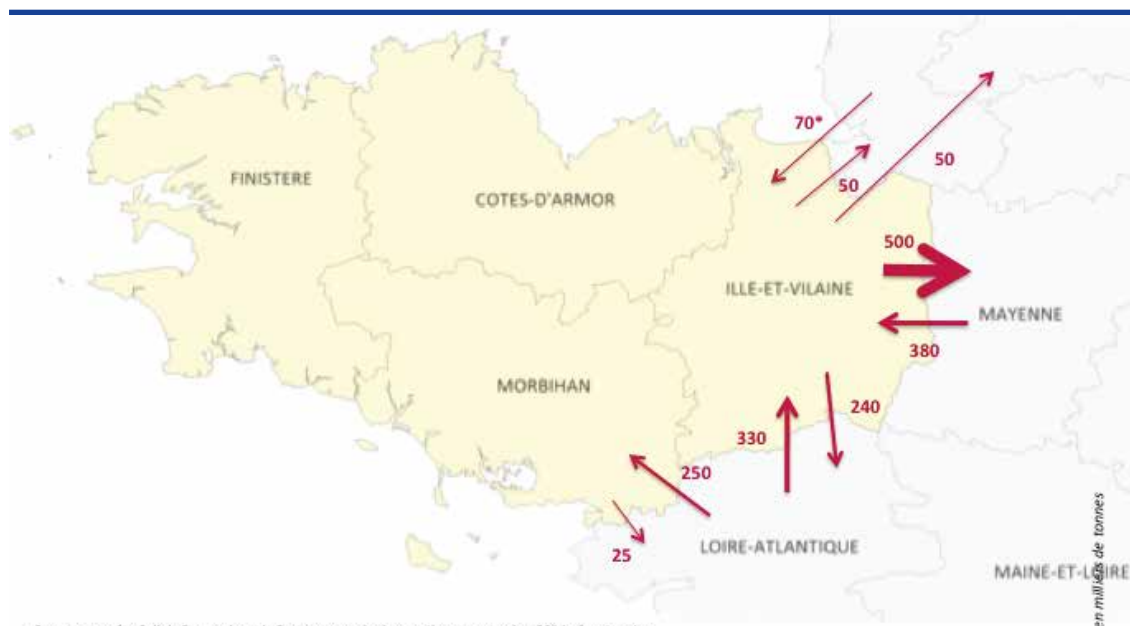 70*
50
50
FINISTERE
COTES-D'ARMOR
500
ILLE-ET-VILAINE
MAYENNE
380
MORBIHAN
240
330
250
25
LOIRE-ATLANTIQUE
MAINE-ET-LOIRE
en milliers de tonnes